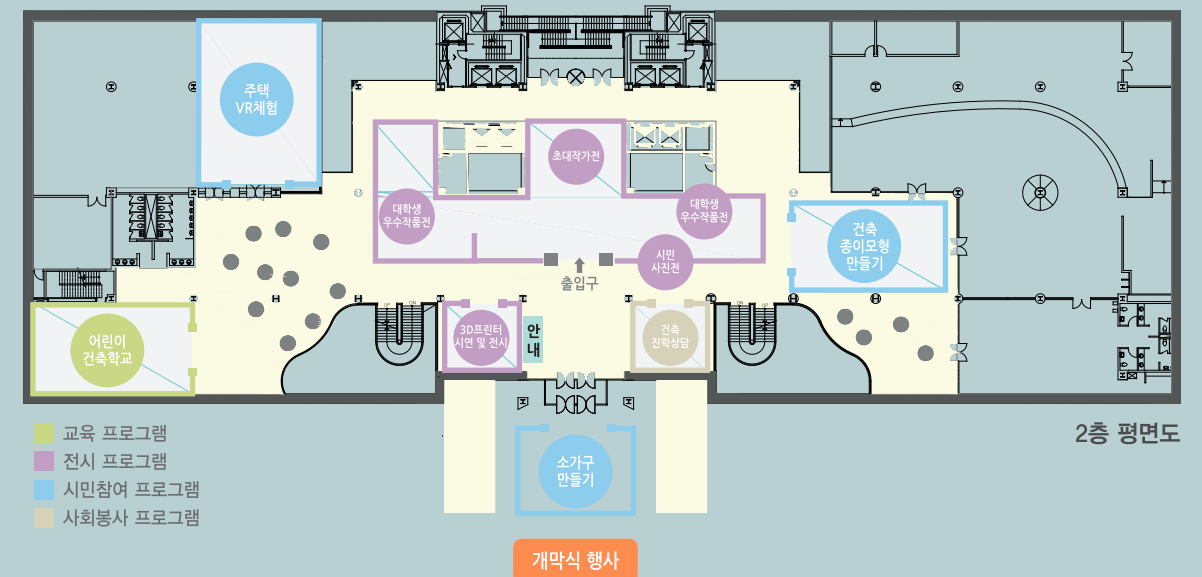 주택
VR체험
초대작가전
대학생
우수작품전
대학생
우수작품전
시민
사진전
건축
종이모형
만들기
출입구
UP
DN
DN
UP
어린이
건축학교
3D프린터
시연 및 전시
안
내
건축
진학상담
소가구
만들기
개막식 행사
2층 평면도
교육 프로그램
전시 프로그램
시민참여 프로그램
사회봉사 프로그램